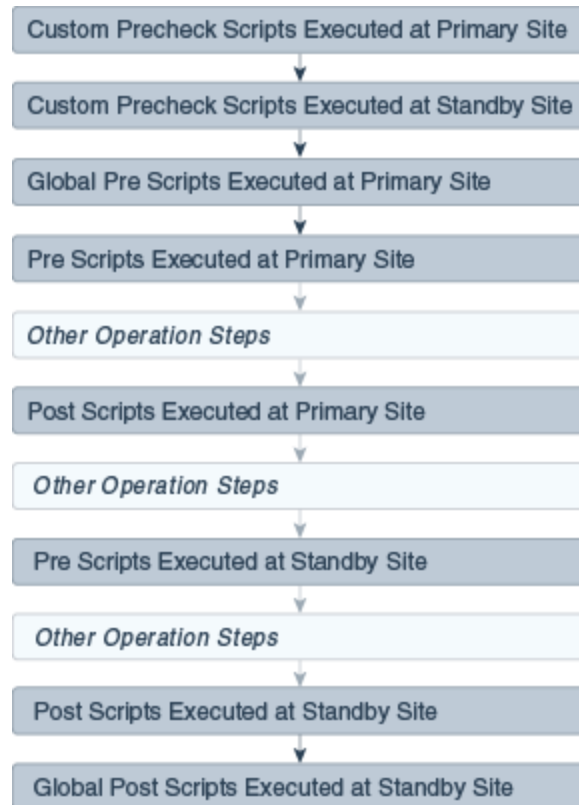 Custom Precheck Scripts Executed at Primary Site
Custom Precheck Scripts Executed at Standby Site
Global Pre Scripts Executed at Primary Site
Pre Scripts Executed at Primary Site
Other Operation Steps
Post Scripts Executed at Primary Site
Other Operation Steps
Pre Scripts Executed at Standby Site
Other Operation Steps
Post Scripts Executed at Standby Site
Global Post Scripts Executed at Standby Site